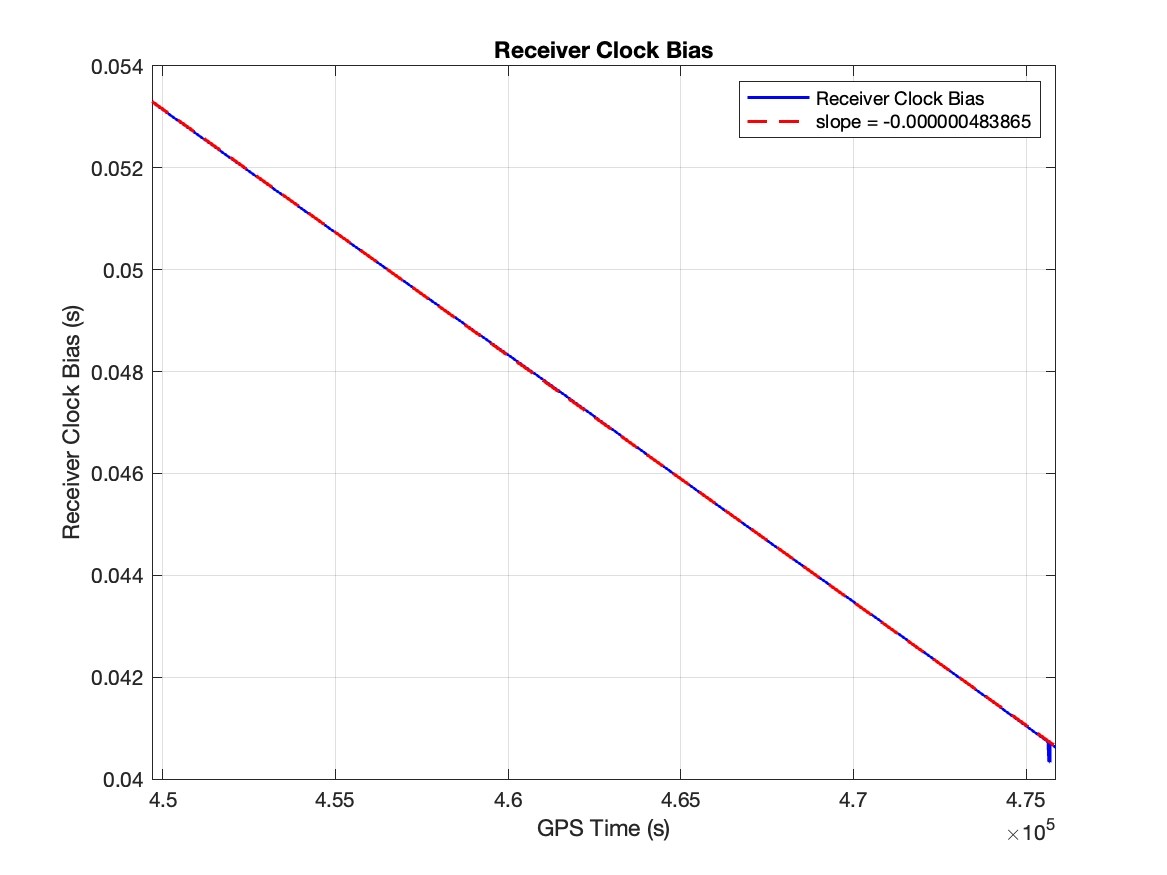 Receiver Clock Bias
0.054
0.052
0.05
0.048
0.046
0.044
0.042
0.04
Receiver Clock Bias (s)
Receiver Clock Bias
slope = -0.000000483865
4.5 4.55 4.6 4.65 4.7 4.75
GPS Time (s)
×10⁵